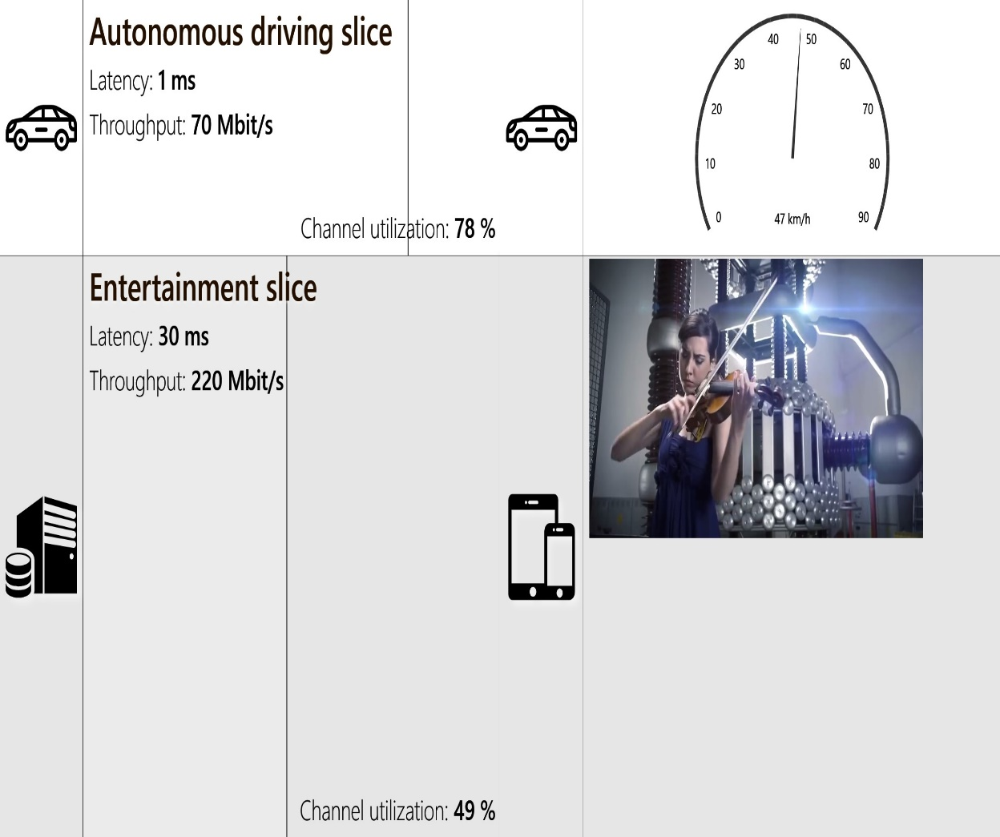 Autonomous driving slice
Latency: 1 ms
Throughput: 70 Mbit/s
Channel utilization: 78 %
40
50
30
60
20
70
10
80
0
47 km/h
90
Entertainment slice
Latency: 30 ms
Throughput: 220 Mbit/s
Channel utilization: 49 %